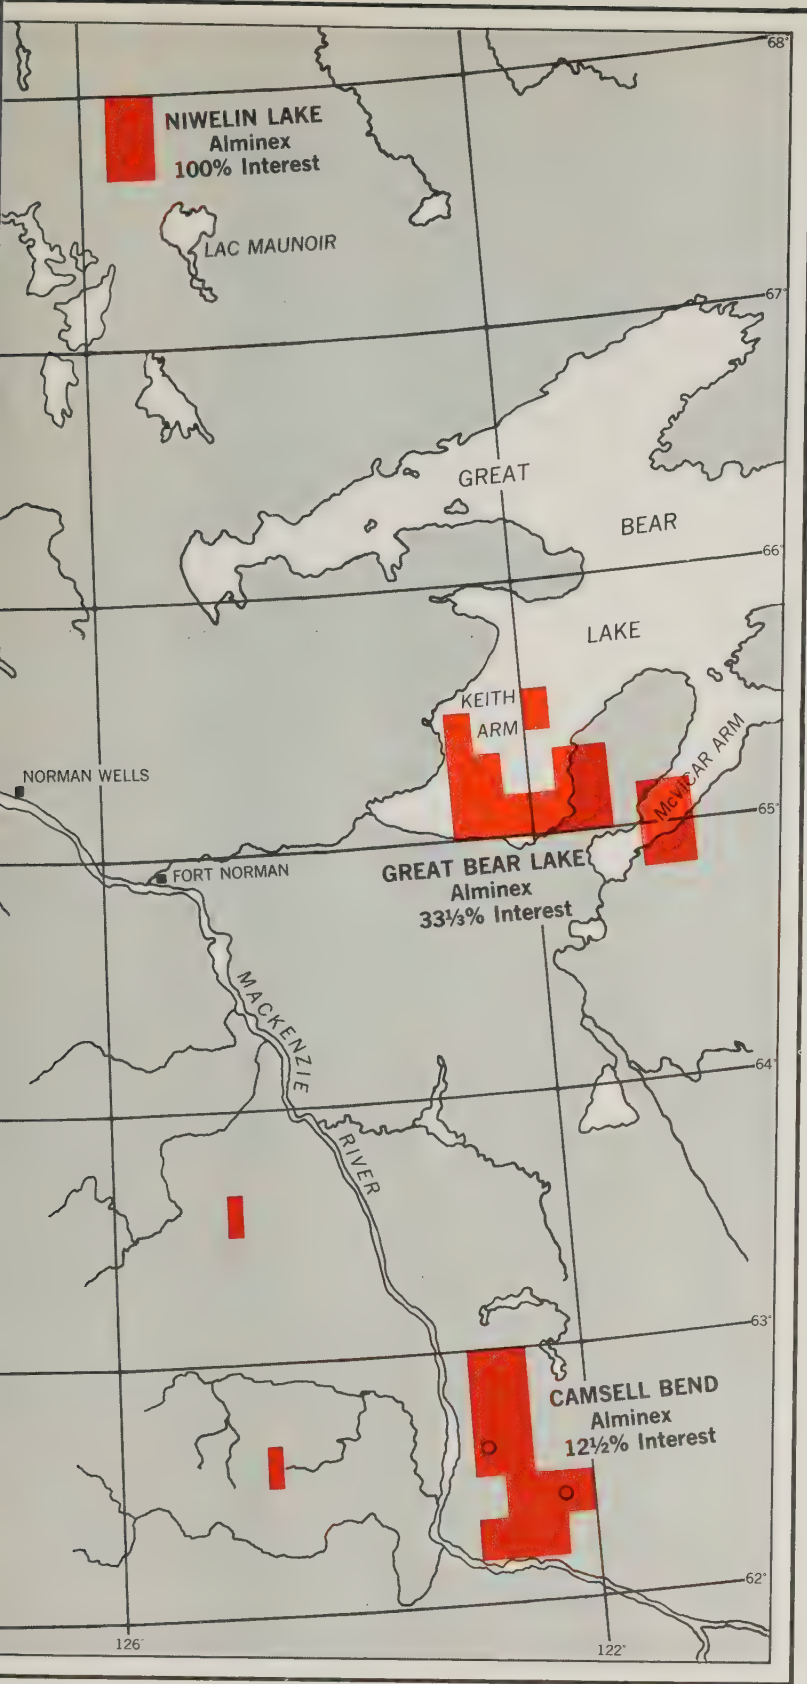 68°
NIWELIN LAKE
Alminex
100% Interest
LAC MAUNOIR
67°
GREAT
BEAR
66°
LAKE
KEITH
ARM
McVICAR ARM
NORMAN WELLS
65°
FORT NORMAN
GREAT BEAR LAKE
Alminex
33⅓% Interest
MACKENZIE
64°
RIVER
63°
CAMSELL BEND
Alminex
12½% Interest
62°
126°
122°